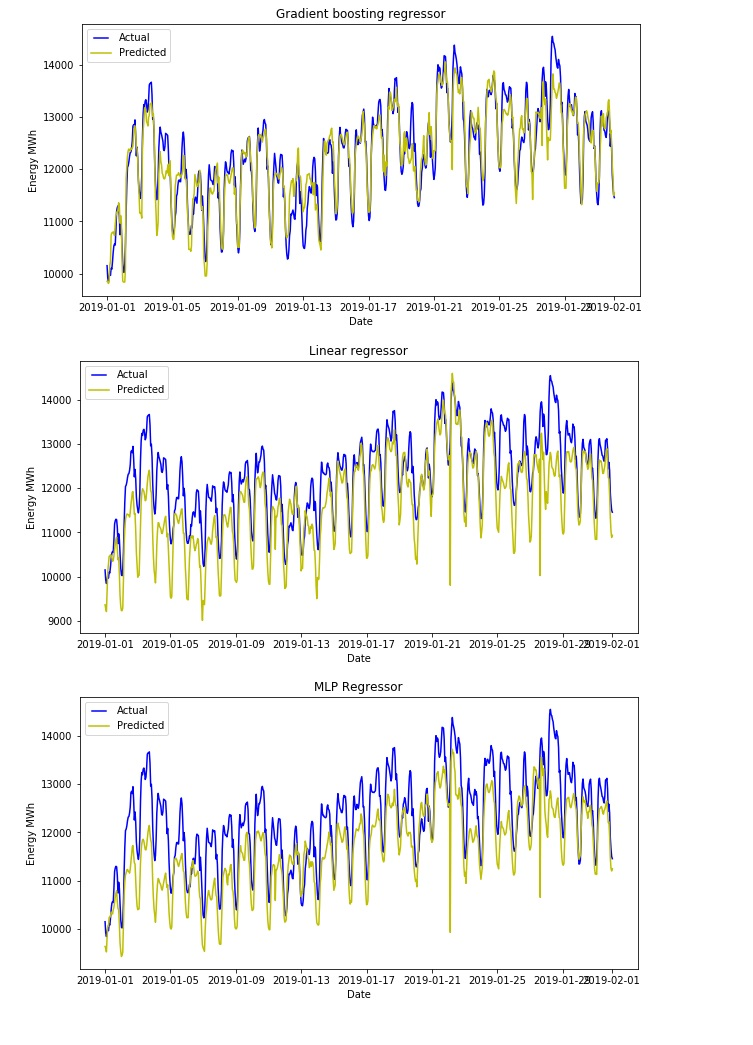 Gradient boosting regressor
Actual
Predicted
Energy MWh
14000
13000
12000
11000
10000
2019-01-01 2019-01-05 2019-01-09 2019-01-13 2019-01-17 2019-01-21 2019-01-25 2019-01-29 2019-02-01
Date
Linear regressor
Actual
Predicted
Energy MWh
14000
13000
12000
11000
10000
9000
2019-01-01 2019-01-05 2019-01-09 2019-01-13 2019-01-17 2019-01-21 2019-01-25 2019-01-29 2019-02-01
Date
MLP Regressor
Actual
Predicted
Energy MWh
14000
13000
12000
11000
10000
2019-01-01 2019-01-05 2019-01-09 2019-01-13 2019-01-17 2019-01-21 2019-01-25 2019-01-29 2019-02-01
Date